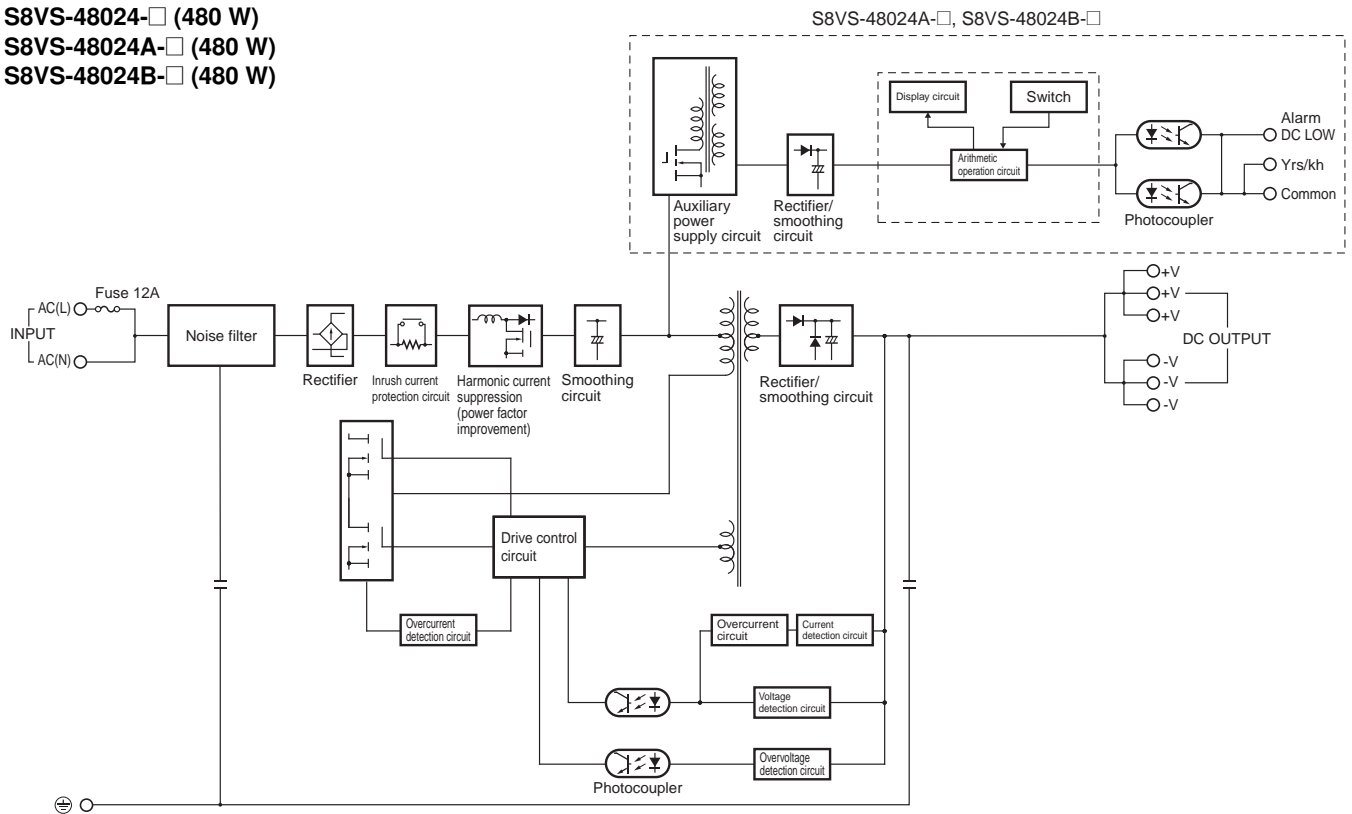 S8VS-48024-□ (480 W)
S8VS-48024A-□ (480 W)
S8VS-48024B-□ (480 W)
S8VS-48024A-□, S8VS-48024B-□
Display circuit
Switch
Arithmetic
operation circuit
Alarm
DC LOW
Yrs/kh
Common
Photocoupler
Auxiliary
power
supply circuit
Rectifier/
smoothing
circuit
INPUT
AC(L)
Fuse 12A
AC(N)
Noise filter
Rectifier
Inrush current
protection circuit
Harmonic current
suppression
(power factor
improvement)
Smoothing
circuit
Rectifier/
smoothing circuit
+V
+V
+V
DC OUTPUT
-V
-V
-V
Drive control
circuit
Overcurrent
detection circuit
Overcurrent
circuit
Current
detection circuit
Voltage
detection circuit
Overvoltage
detection circuit
Photocoupler